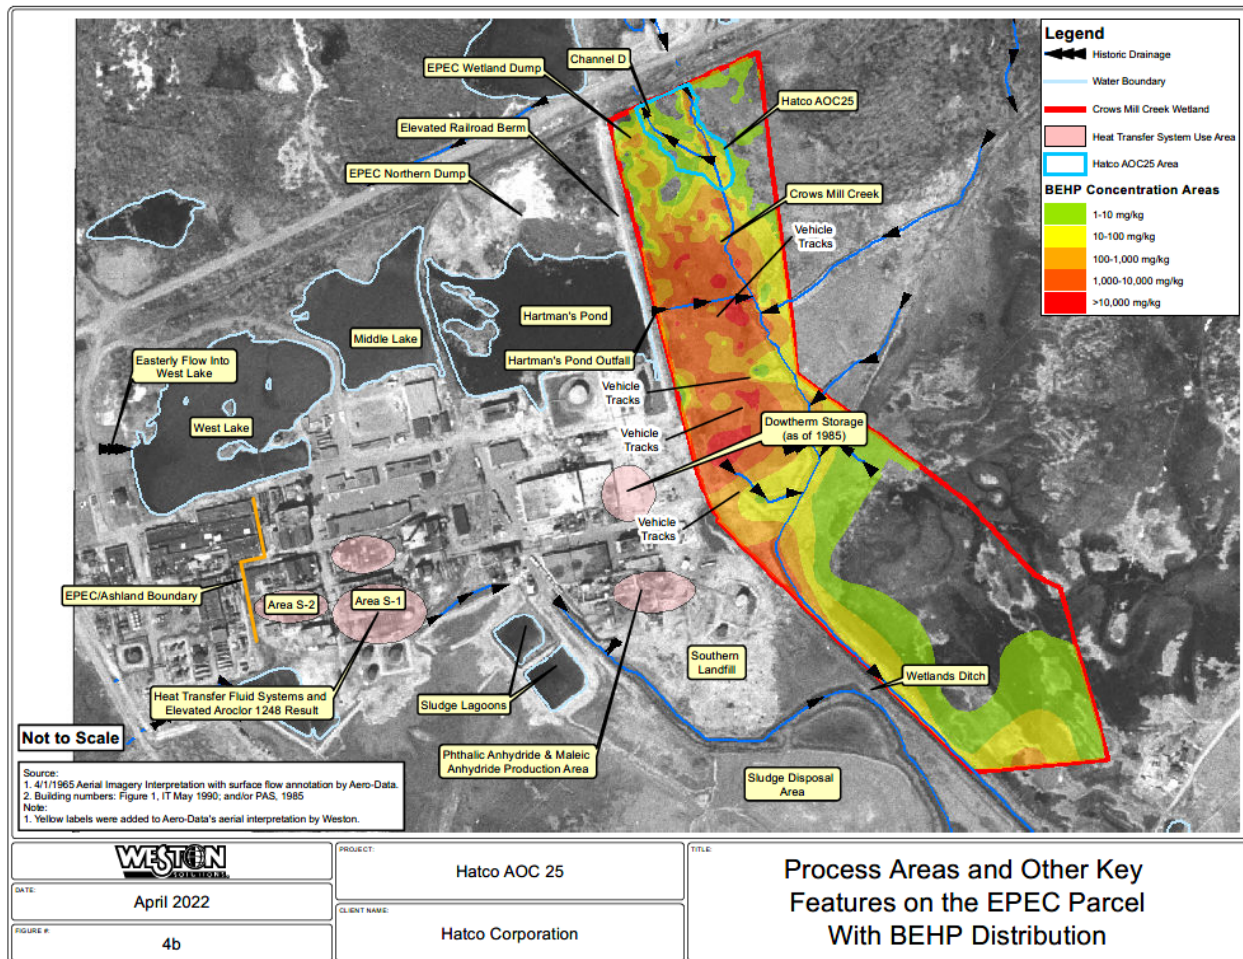 EPEC Wetland Dump
Channel D
Hatco AOC25
Elevated Railroad Berm
EPEC Northern Dump
Crows Mill Creek
Vehicle
Tracks
Hartman's Pond
Middle Lake
Hartman's Pond Outfall
Easterly Flow Into
West Lake
West Lake
Vehicle
Tracks
Vehicle
Tracks
Dowtherm Storage
(as of 1985)
Vehicle
Tracks
EPEC/Ashland Boundary
Area S-2
Area S-1
Heat Transfer Fluid Systems and
Elevated Aroclor 1248 Result
Sludge Lagoons
Southern
Landfill
Wetlands Ditch
Phthalic Anhydride & Maleic
Anhydride Production Area
Sludge Disposal
Area
Legend
Historic Drainage
Water Boundary
Crows Mill Creek Wetland
Heat Transfer System Use Area
Hatco AOC25 Area
BEHP Concentration Areas
1-10 mg/kg
10-100 mg/kg
100-1,000 mg/kg
1,000-10,000 mg/kg
>10,000 mg/kg
Not to Scale
Source:
1. 4/1/1965 Aerial Imagery Interpretation with surface flow annotation by Aero-Data.
2. Building numbers: Figure 1, IT May 1990; and/or PAS, 1985
Note:
1. Yellow labels were added to Aero-Data's aerial interpretation by Weston.
WESTON
SOLUTIONS
DATE:
April 2022
FIGURE #:
4b
PROJECT:
Hatco AOC 25
CLIENT NAME:
Hatco Corporation
TITLE:
Process Areas and Other Key
Features on the EPEC Parcel
With BEHP Distribution